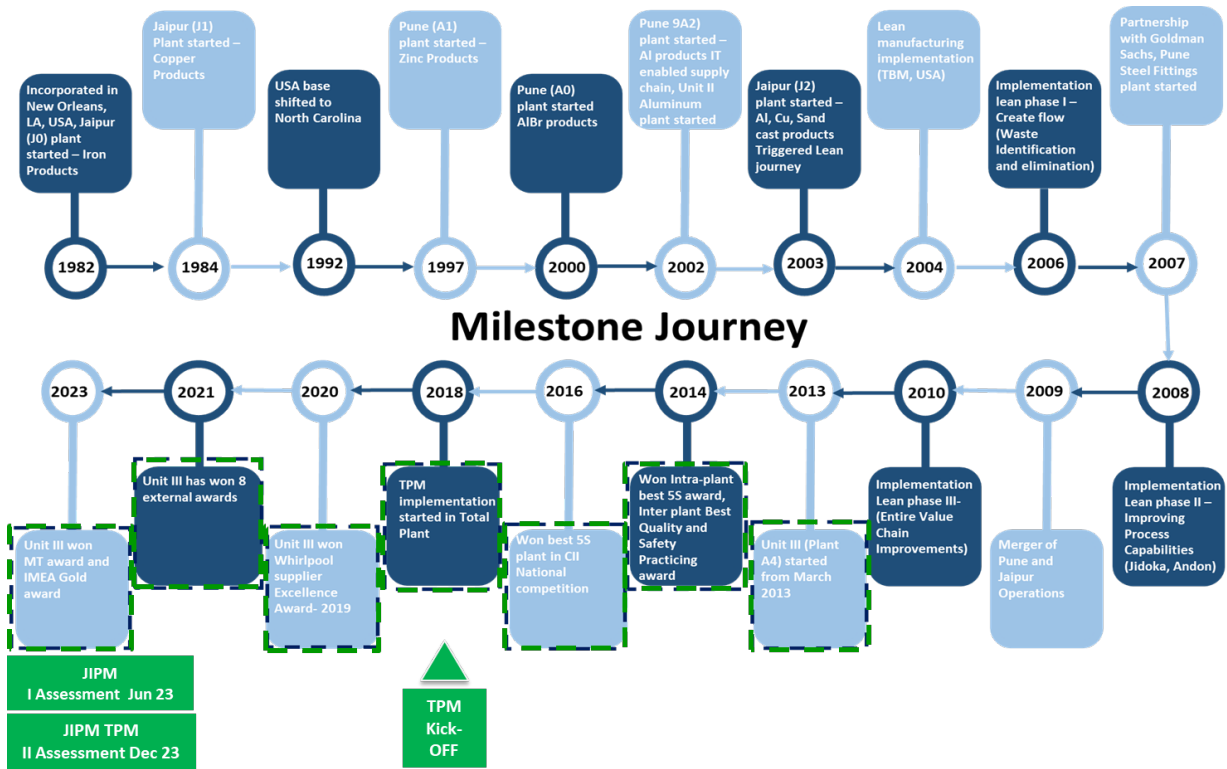 Incorporated in
New Orleans,
LA, USA, Jaipur
(J0) plant
started – Iron
Products
Jaipur (J1)
Plant started –
Copper
Products
USA base
shifted to
North Carolina
Pune (A1)
plant started –
Zinc Products
Pune (A0)
plant started
AlBr products
Pune 9A2)
plant started –
Al products IT
enabled supply
chain, Unit II
Aluminum
plant started
Jaipur (J2)
plant started –
Al, Cu, Sand
cast products
Triggered Lean
journey
Lean
manufacturing
implementation
(TBM, USA)
Implementation
lean phase I –
Create flow
(Waste
Identification
and elimination)
Partnership
with Goldman
Sachs, Pune
Steel Fittings
plant started
1982
1984
1992
1997
2000
2002
2003
2004
2006
2007
Milestone Journey
2023
2021
2020
2018
2016
2014
2013
2010
2009
2008
Unit III won
MT award and
IMEA Gold
award
Unit III has won 8
external awards
Unit III won
Whirlpool
supplier
Excellence
Award- 2019
TPM
implementation
started in Total
Plant
Won best 5S
plant in CII
National
competition
Won Intra-plant
best 5S award,
Inter plant Best
Quality and
Safety
Practicing
award
Unit III (Plant
A4) started
from March
2013
Implementation
Lean phase III-
(Entire Value
Chain
Improvements)
Merger of
Pune and
Jaipur
Operations
Implementation
Lean phase II –
Improving
Process
Capabilities
(Jidoka, Andon)
JIPM
I Assessment Jun 23
JIPM TPM
II Assessment Dec 23
TPM
Kick-
OFF